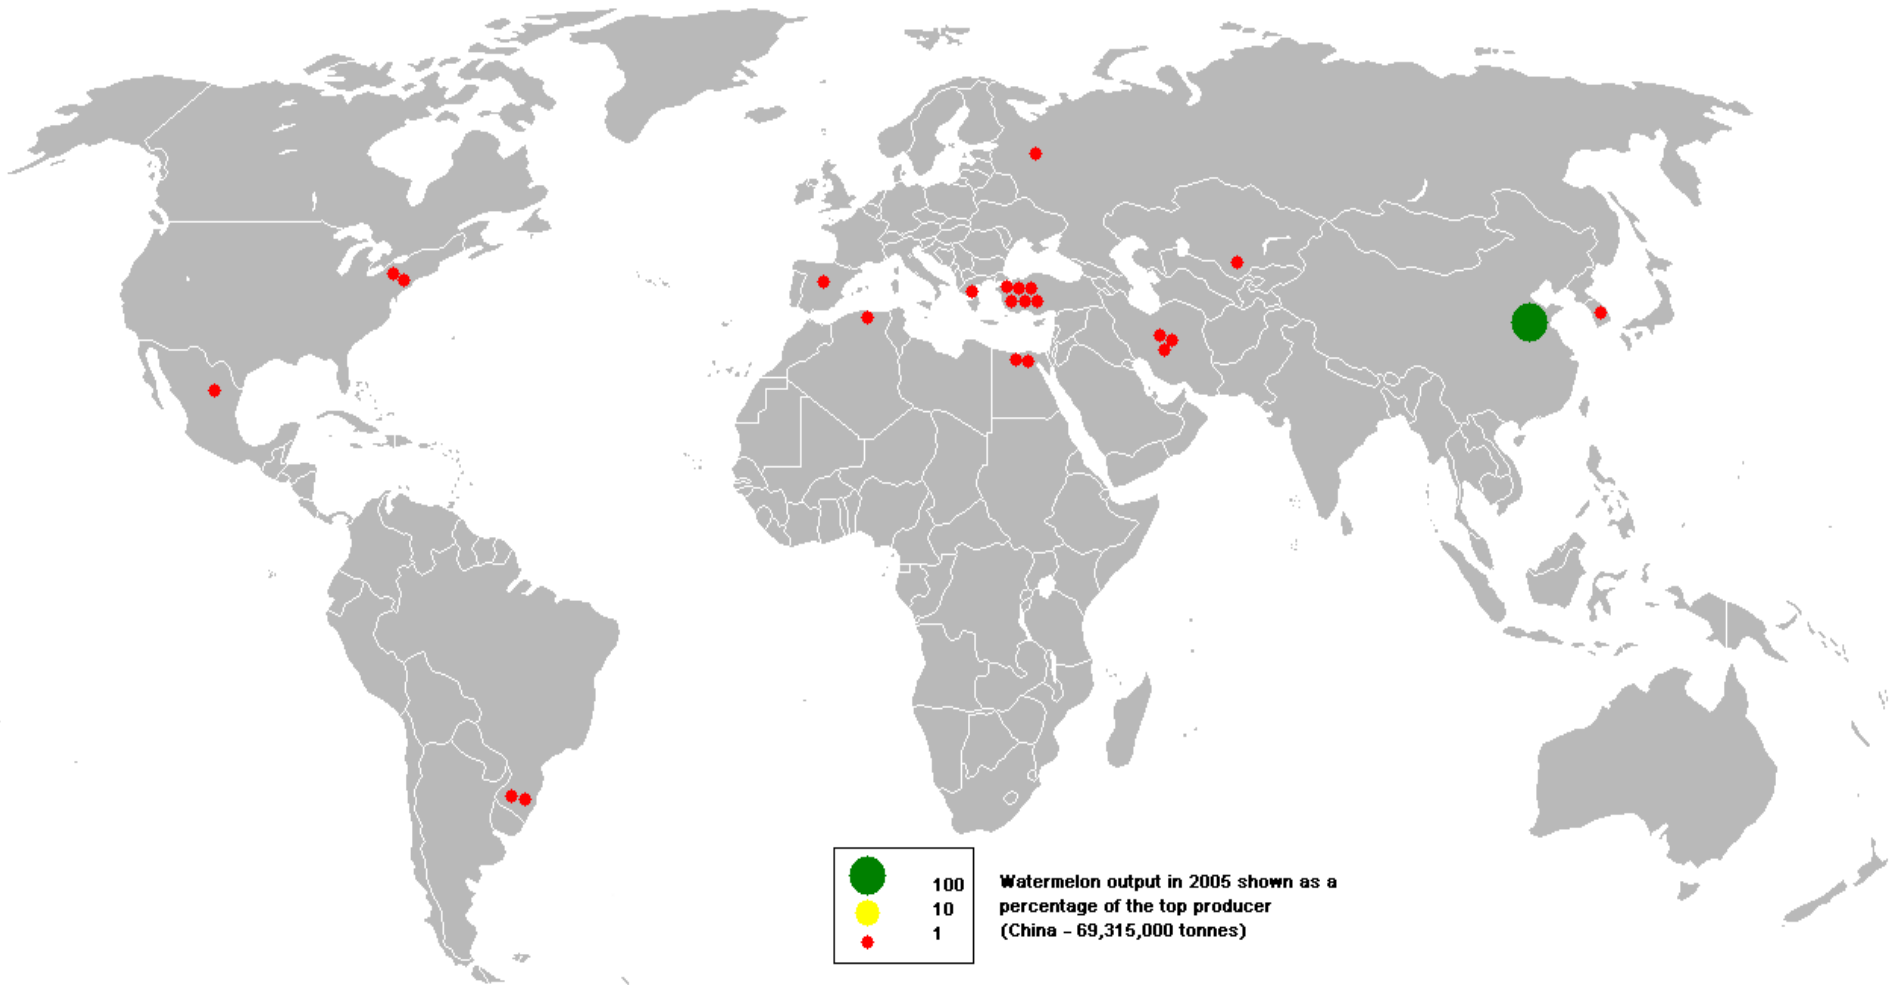 100
10
1
Watermelon output in 2005 shown as a
percentage of the top producer
(China - 69,315,000 tonnes)